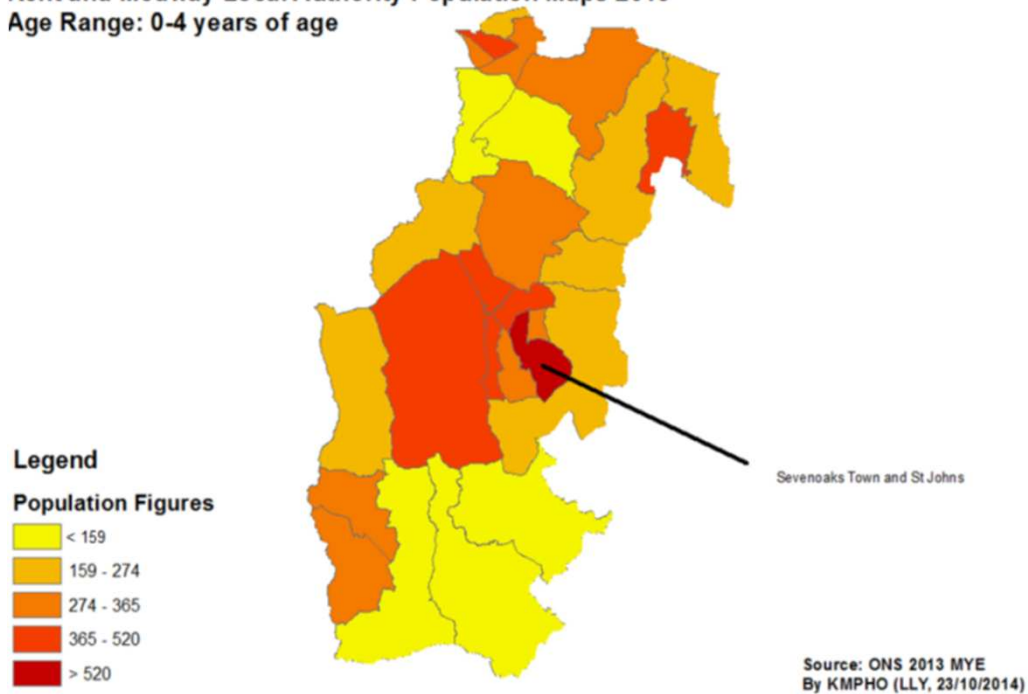 Age Range: 0-4 years of age
Sevenoaks Town and St Johns
Legend
Population Figures
< 159
159 - 274
274 - 365
365 - 520
> 520
Source: ONS 2013 MYE
By KMPHO (LLY, 23/10/2014)